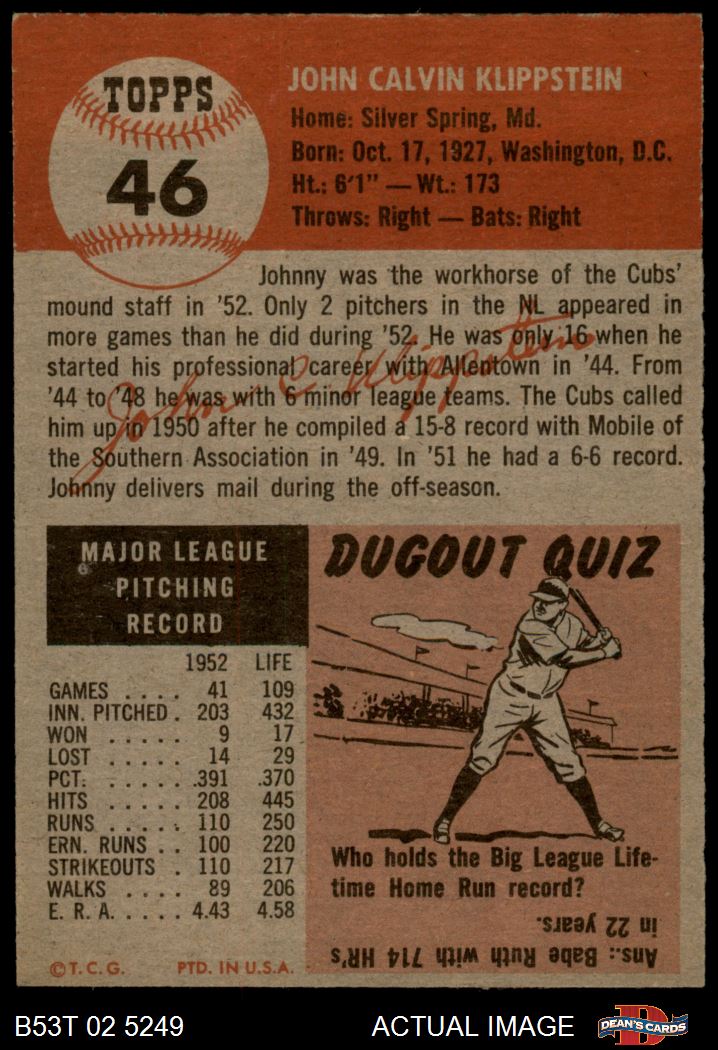 TOPPS
46
JOHN CALVIN KLIPPSTEIN
Home: Silver Spring, Md.
Born: Oct. 17, 1927, Washington, D.C.
Ht.: 6'1" — Wt.: 173
Throws: Right — Bats: Right
Johnny was the workhorse of the Cubs'
mound staff in '52. Only 2 pitchers in the NL appeared in
more games than he did during '52. He was only 16 when he
started his professional career with Allentown in '44. From
'44 to '48 he was with 6 minor league teams. The Cubs called
him up in 1950 after he compiled a 15-8 record with Mobile of
the Southern Association in '49. In '51 he had a 6-6 record.
Johnny delivers mail during the off-season.
John C. Klippstein
MAJOR LEAGUE
PITCHING
RECORD
1952 LIFE
GAMES . . . . 41 109
INN. PITCHED . 203 432
WON . . . . . 9 17
LOST . . . . . 14 29
PCT. . . . . . .391 .370
HITS . . . . . 208 445
RUNS . . . . . 110 250
ERN. RUNS . . 100 220
STRIKEOUTS . 110 217
WALKS . . . . 89 206
E. R. A. . . . . . 4.43 4.58
©T.C.G. PTD. IN U.S.A.
DUGOUT QUIZ
Who holds the Big League Life-
time Home Run record?
Ans.: Babe Ruth with 714 HR's
in 22 years.
B53T 02 5249
ACTUAL IMAGE
D
DEAN'S CARDS